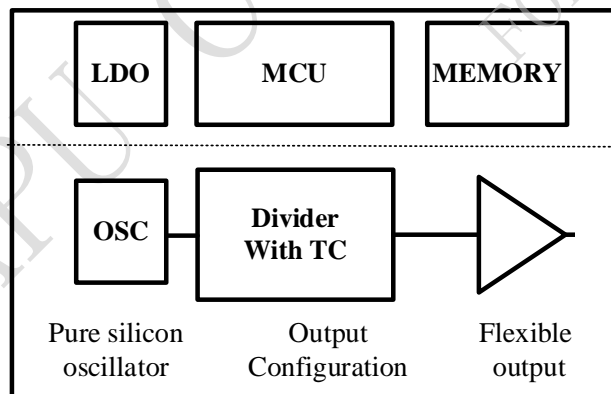 LDO
MCU
MEMORY
OSC
Divider
With TC
Pure silicon
oscillator
Output
Configuration
Flexible
output